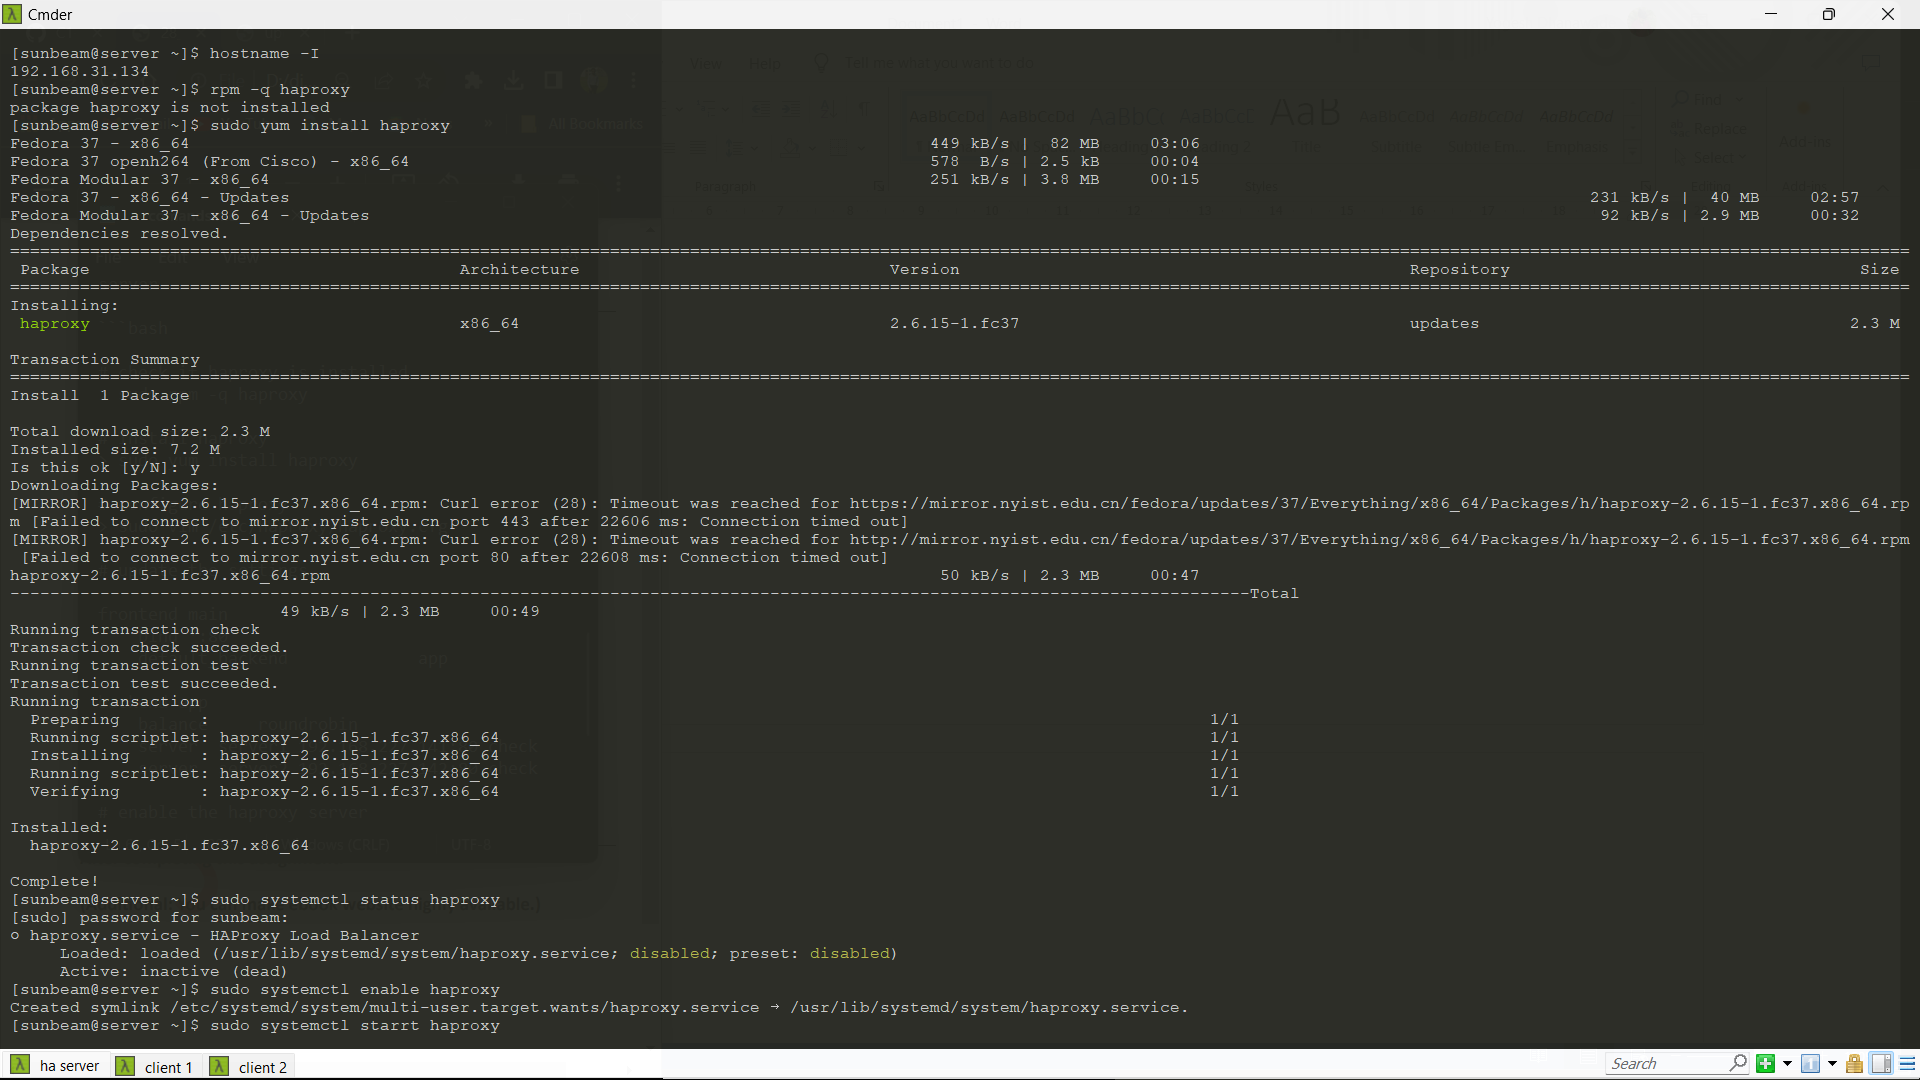 Cmder
[sunbeam@server ~]$ hostname -I
192.168.31.134
[sunbeam@server ~]$ rpm -q haproxy
package haproxy is not installed
[sunbeam@server ~]$ sudo yum install haproxy
Fedora 37 - x86_64 449 kB/s | 82 MB 03:06
Fedora 37 openh264 (From Cisco) - x86_64 578 B/s | 2.5 kB 00:04
Fedora Modular 37 - x86_64 251 kB/s | 3.8 MB 00:15
Fedora 37 - x86_64 - Updates 231 kB/s | 40 MB 02:57
Fedora Modular 37 - x86_64 - Updates 92 kB/s | 2.9 MB 00:32
Dependencies resolved.
Package Architecture Version Repository Size
Installing:
haproxy x86_64 2.6.15-1.fc37 updates 2.3 M
Transaction Summary
Install 1 Package
Total download size: 2.3 M
Installed size: 7.2 M
Is this ok [y/N]: y
Downloading Packages:
[MIRROR] haproxy-2.6.15-1.fc37.x86_64.rpm: Curl error (28): Timeout was reached for https://mirror.nyist.edu.cn/fedora/updates/37/Everything/x86_64/Packages/h/haproxy-2.6.15-1.fc37.x86_64.rp
m [Failed to connect to mirror.nyist.edu.cn port 443 after 22606 ms: Connection timed out]
[MIRROR] haproxy-2.6.15-1.fc37.x86_64.rpm: Curl error (28): Timeout was reached for http://mirror.nyist.edu.cn/fedora/updates/37/Everything/x86_64/Packages/h/haproxy-2.6.15-1.fc37.x86_64.rpm
[Failed to connect to mirror.nyist.edu.cn port 80 after 22608 ms: Connection timed out]
haproxy-2.6.15-1.fc37.x86_64.rpm 50 kB/s | 2.3 MB 00:47
Total
49 kB/s | 2.3 MB 00:49
Running transaction check
Transaction check succeeded.
Running transaction test
Transaction test succeeded.
Running transaction
Preparing : 1/1
Running scriptlet: haproxy-2.6.15-1.fc37.x86_64 1/1
Installing : haproxy-2.6.15-1.fc37.x86_64 1/1
Running scriptlet: haproxy-2.6.15-1.fc37.x86_64 1/1
Verifying : haproxy-2.6.15-1.fc37.x86_64 1/1
Installed:
haproxy-2.6.15-1.fc37.x86_64
Complete!
[sunbeam@server ~]$ sudo systemctl status haproxy
[sudo] password for sunbeam:
○ haproxy.service - HAProxy Load Balancer
Loaded: loaded (/usr/lib/systemd/system/haproxy.service; disabled; preset: disabled)
Active: inactive (dead)
[sunbeam@server ~]$ sudo systemctl enable haproxy
Created symlink /etc/systemd/system/multi-user.target.wants/haproxy.service → /usr/lib/systemd/system/haproxy.service.
[sunbeam@server ~]$ sudo systemctl starrt haproxy
ha server client 1 client 2 Search